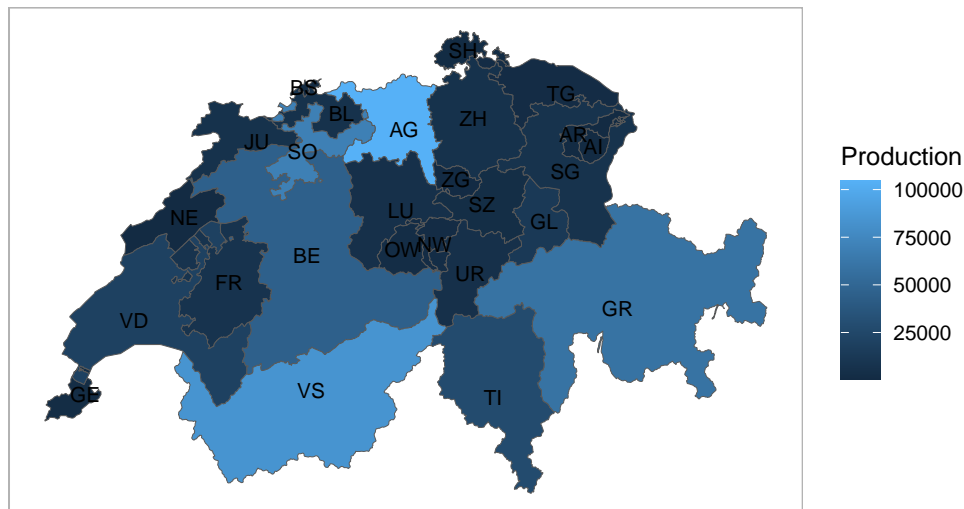 SH
BS
BL
TG
AG
ZH
AR
JU
AI
SO
SG
ZG
LU
SZ
NE
GL
NW
OW
BE
UR
FR
GR
VD
VS
GE
TI
Production
100000
75000
50000
25000